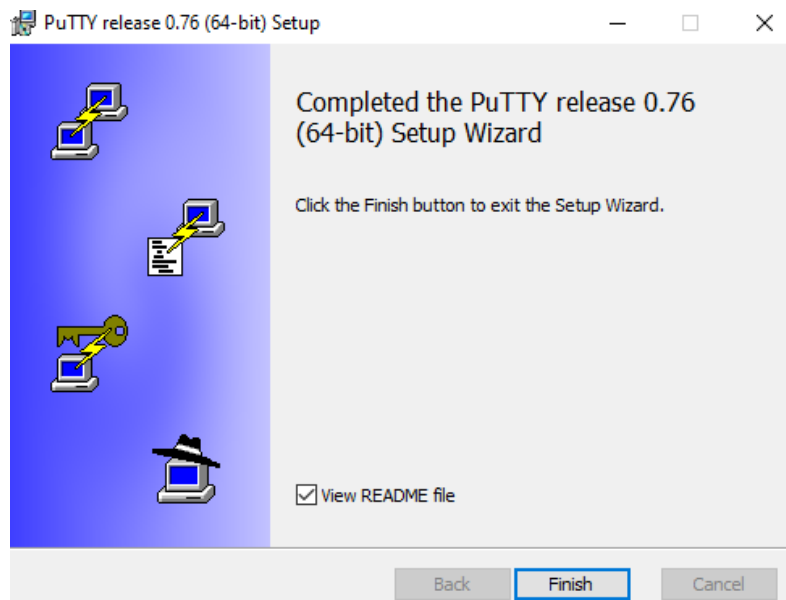 PuTTY release 0.76 (64-bit) Setup
Completed the PuTTY release 0.76
(64-bit) Setup Wizard
Click the Finish button to exit the Setup Wizard.
View README file
Back
Finish
Cancel